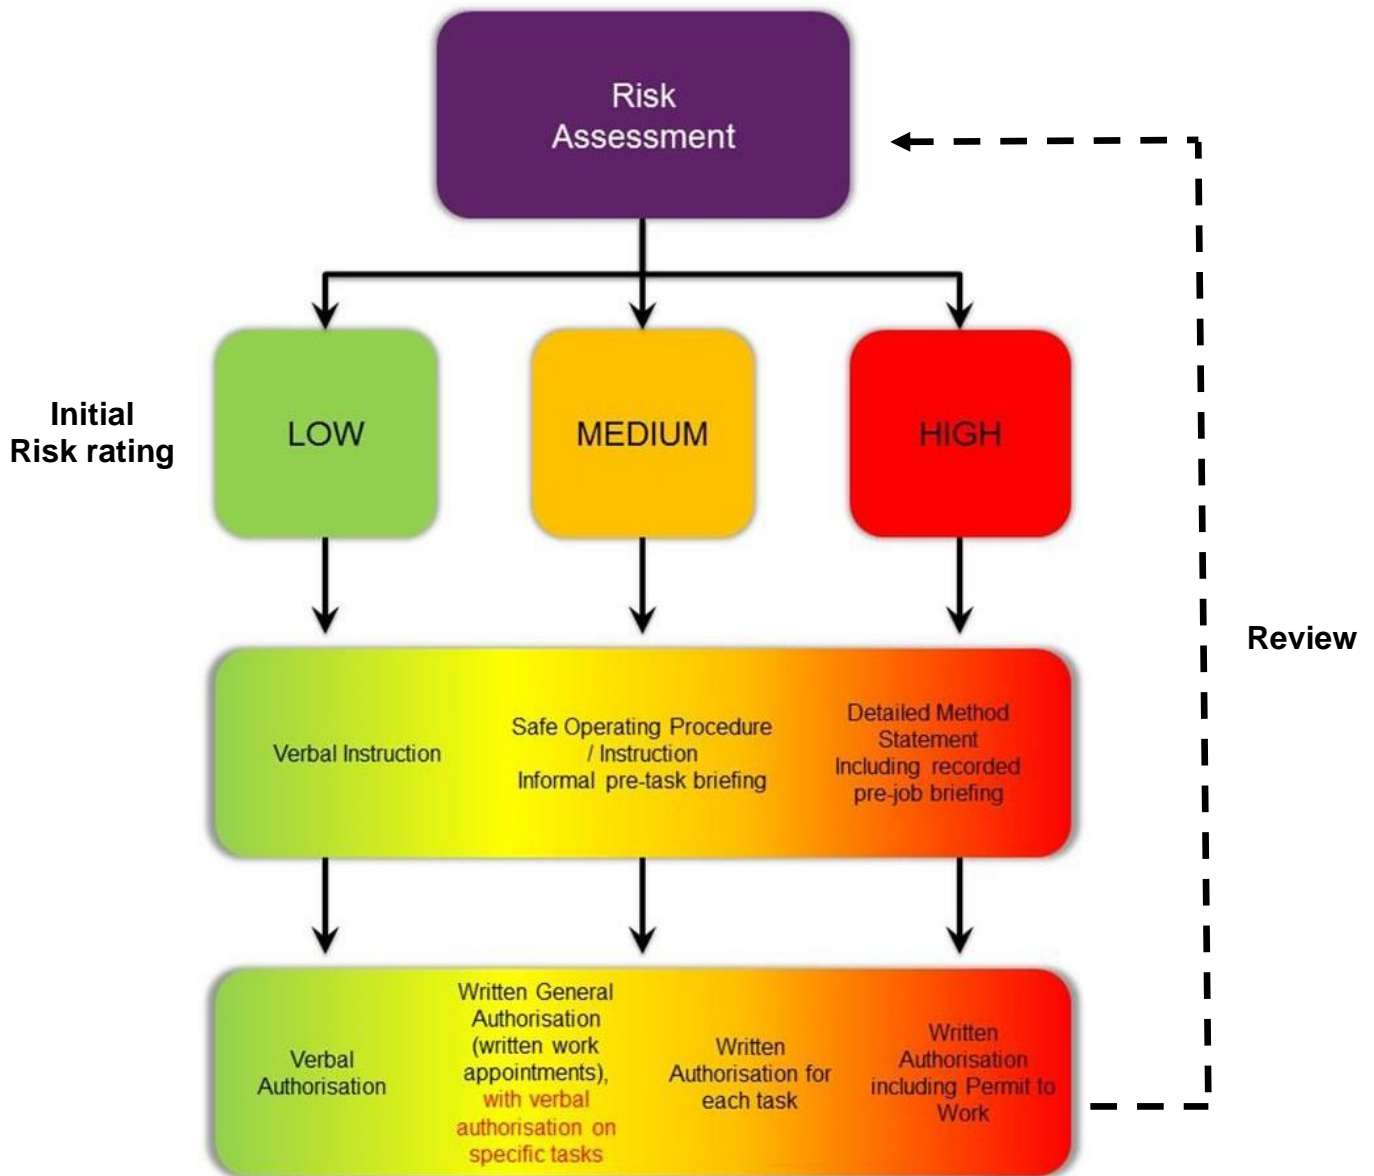 Risk
Assessment
Initial
Risk rating
LOW
MEDIUM
HIGH
Review
Verbal Instruction
Safe Operating Procedure
/ Instruction
Informal pre-task briefing
Detailed Method
Statement
Including recorded
pre-job briefing
Verbal
Authorisation
Written General
Authorisation
(written work
appointments),
with verbal
authorisation on
specific tasks
Written
Authorisation for
each task
Written
Authorisation
including Permit to
Work